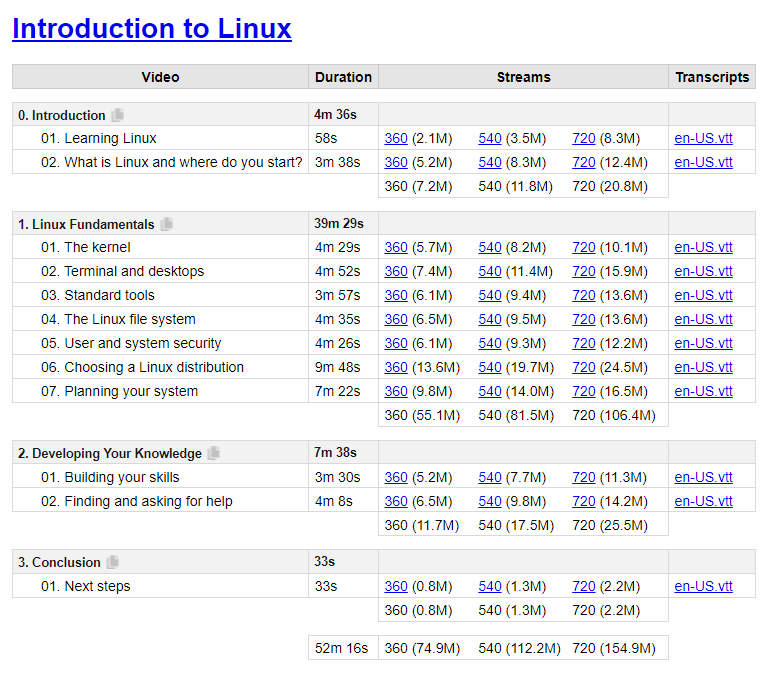 Introduction to Linux
Video Duration Streams Transcripts
0. Introduction 4m 36s
01. Learning Linux 58s 360 (2.1M) 540 (3.5M) 720 (8.3M) en-US.vtt
02. What is Linux and where do you start? 3m 38s 360 (5.2M) 540 (8.3M) 720 (12.4M) en-US.vtt
360 (7.2M) 540 (11.8M) 720 (20.8M)
1. Linux Fundamentals 39m 29s
01. The kernel 4m 29s 360 (5.7M) 540 (8.2M) 720 (10.1M) en-US.vtt
02. Terminal and desktops 4m 52s 360 (7.4M) 540 (11.4M) 720 (15.9M) en-US.vtt
03. Standard tools 3m 57s 360 (6.1M) 540 (9.4M) 720 (13.6M) en-US.vtt
04. The Linux file system 4m 35s 360 (6.5M) 540 (9.5M) 720 (13.6M) en-US.vtt
05. User and system security 4m 26s 360 (6.1M) 540 (9.3M) 720 (12.2M) en-US.vtt
06. Choosing a Linux distribution 9m 48s 360 (13.6M) 540 (19.7M) 720 (24.5M) en-US.vtt
07. Planning your system 7m 22s 360 (9.8M) 540 (14.0M) 720 (16.5M) en-US.vtt
360 (55.1M) 540 (81.5M) 720 (106.4M)
2. Developing Your Knowledge 7m 38s
01. Building your skills 3m 30s 360 (5.2M) 540 (7.7M) 720 (11.3M) en-US.vtt
02. Finding and asking for help 4m 8s 360 (6.5M) 540 (9.8M) 720 (14.2M) en-US.vtt
360 (11.7M) 540 (17.5M) 720 (25.5M)
3. Conclusion 33s
01. Next steps 33s 360 (0.8M) 540 (1.3M) 720 (2.2M) en-US.vtt
360 (0.8M) 540 (1.3M) 720 (2.2M)
52m 16s 360 (74.9M) 540 (112.2M) 720 (154.9M)